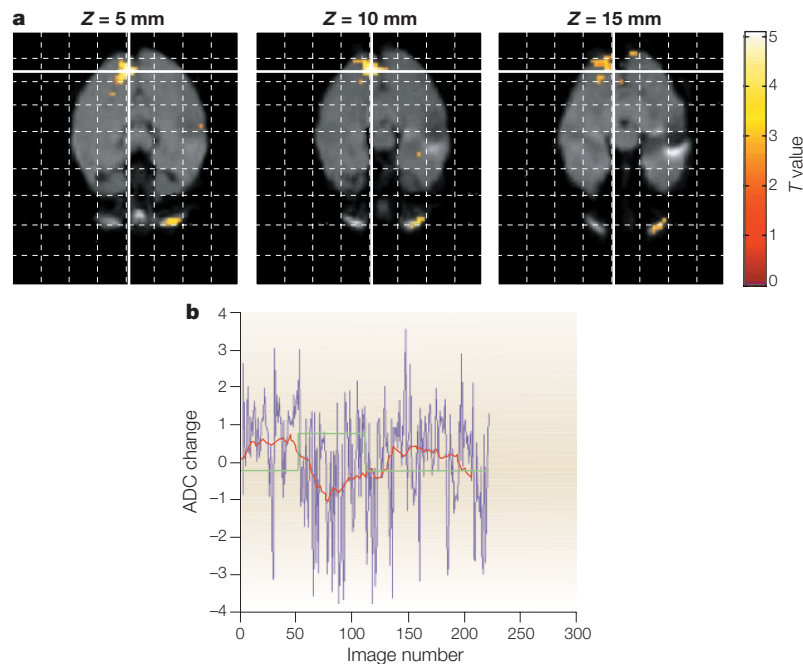 a
Z = 5 mm
Z = 10 mm
Z = 15 mm
5
4
3
2
1
0
T value
b
4
3
2
1
0
–1
–2
–3
–4
ADC change
0
50
100
150
200
250
300
Image number